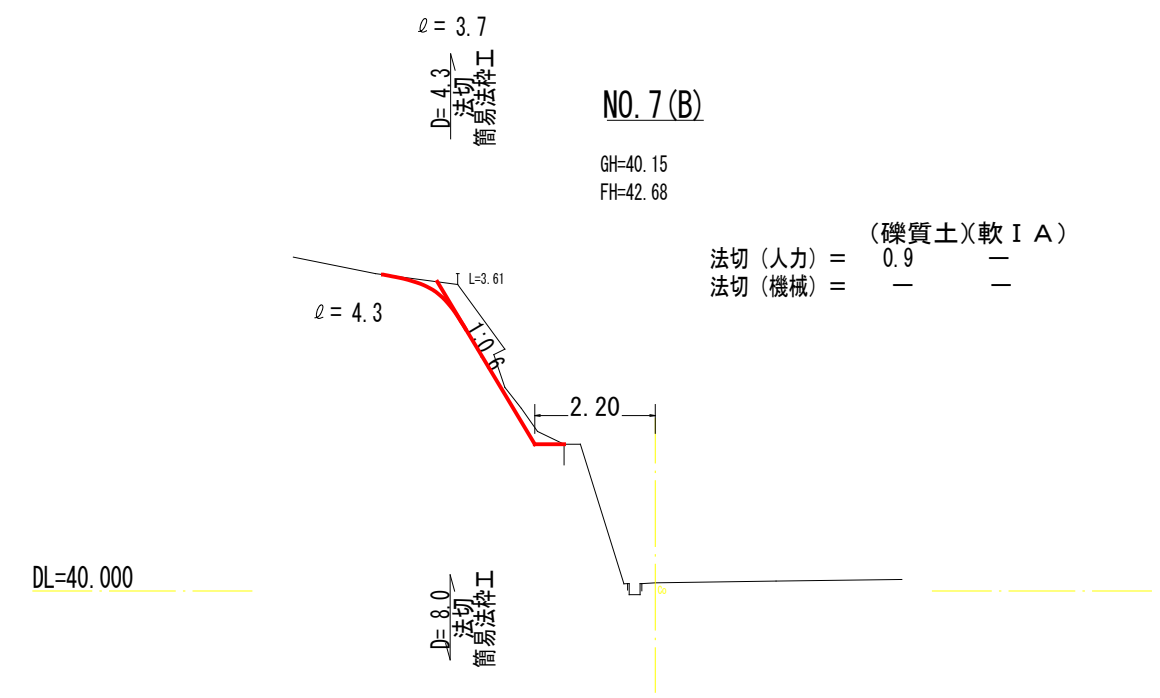 ℓ = 3.7
D= 4.3
法切
簡易法枠工
NO.7(B)
GH=40.15
FH=42.68
(礫質土)(軟ⅠA)
法切（人力）＝ 0.9 ―
法切（機械）＝ ― ―
L=3.61
ℓ = 4.3
1:0.6
2.20
DL=40.000
D= 8.0
法切
簡易法枠工